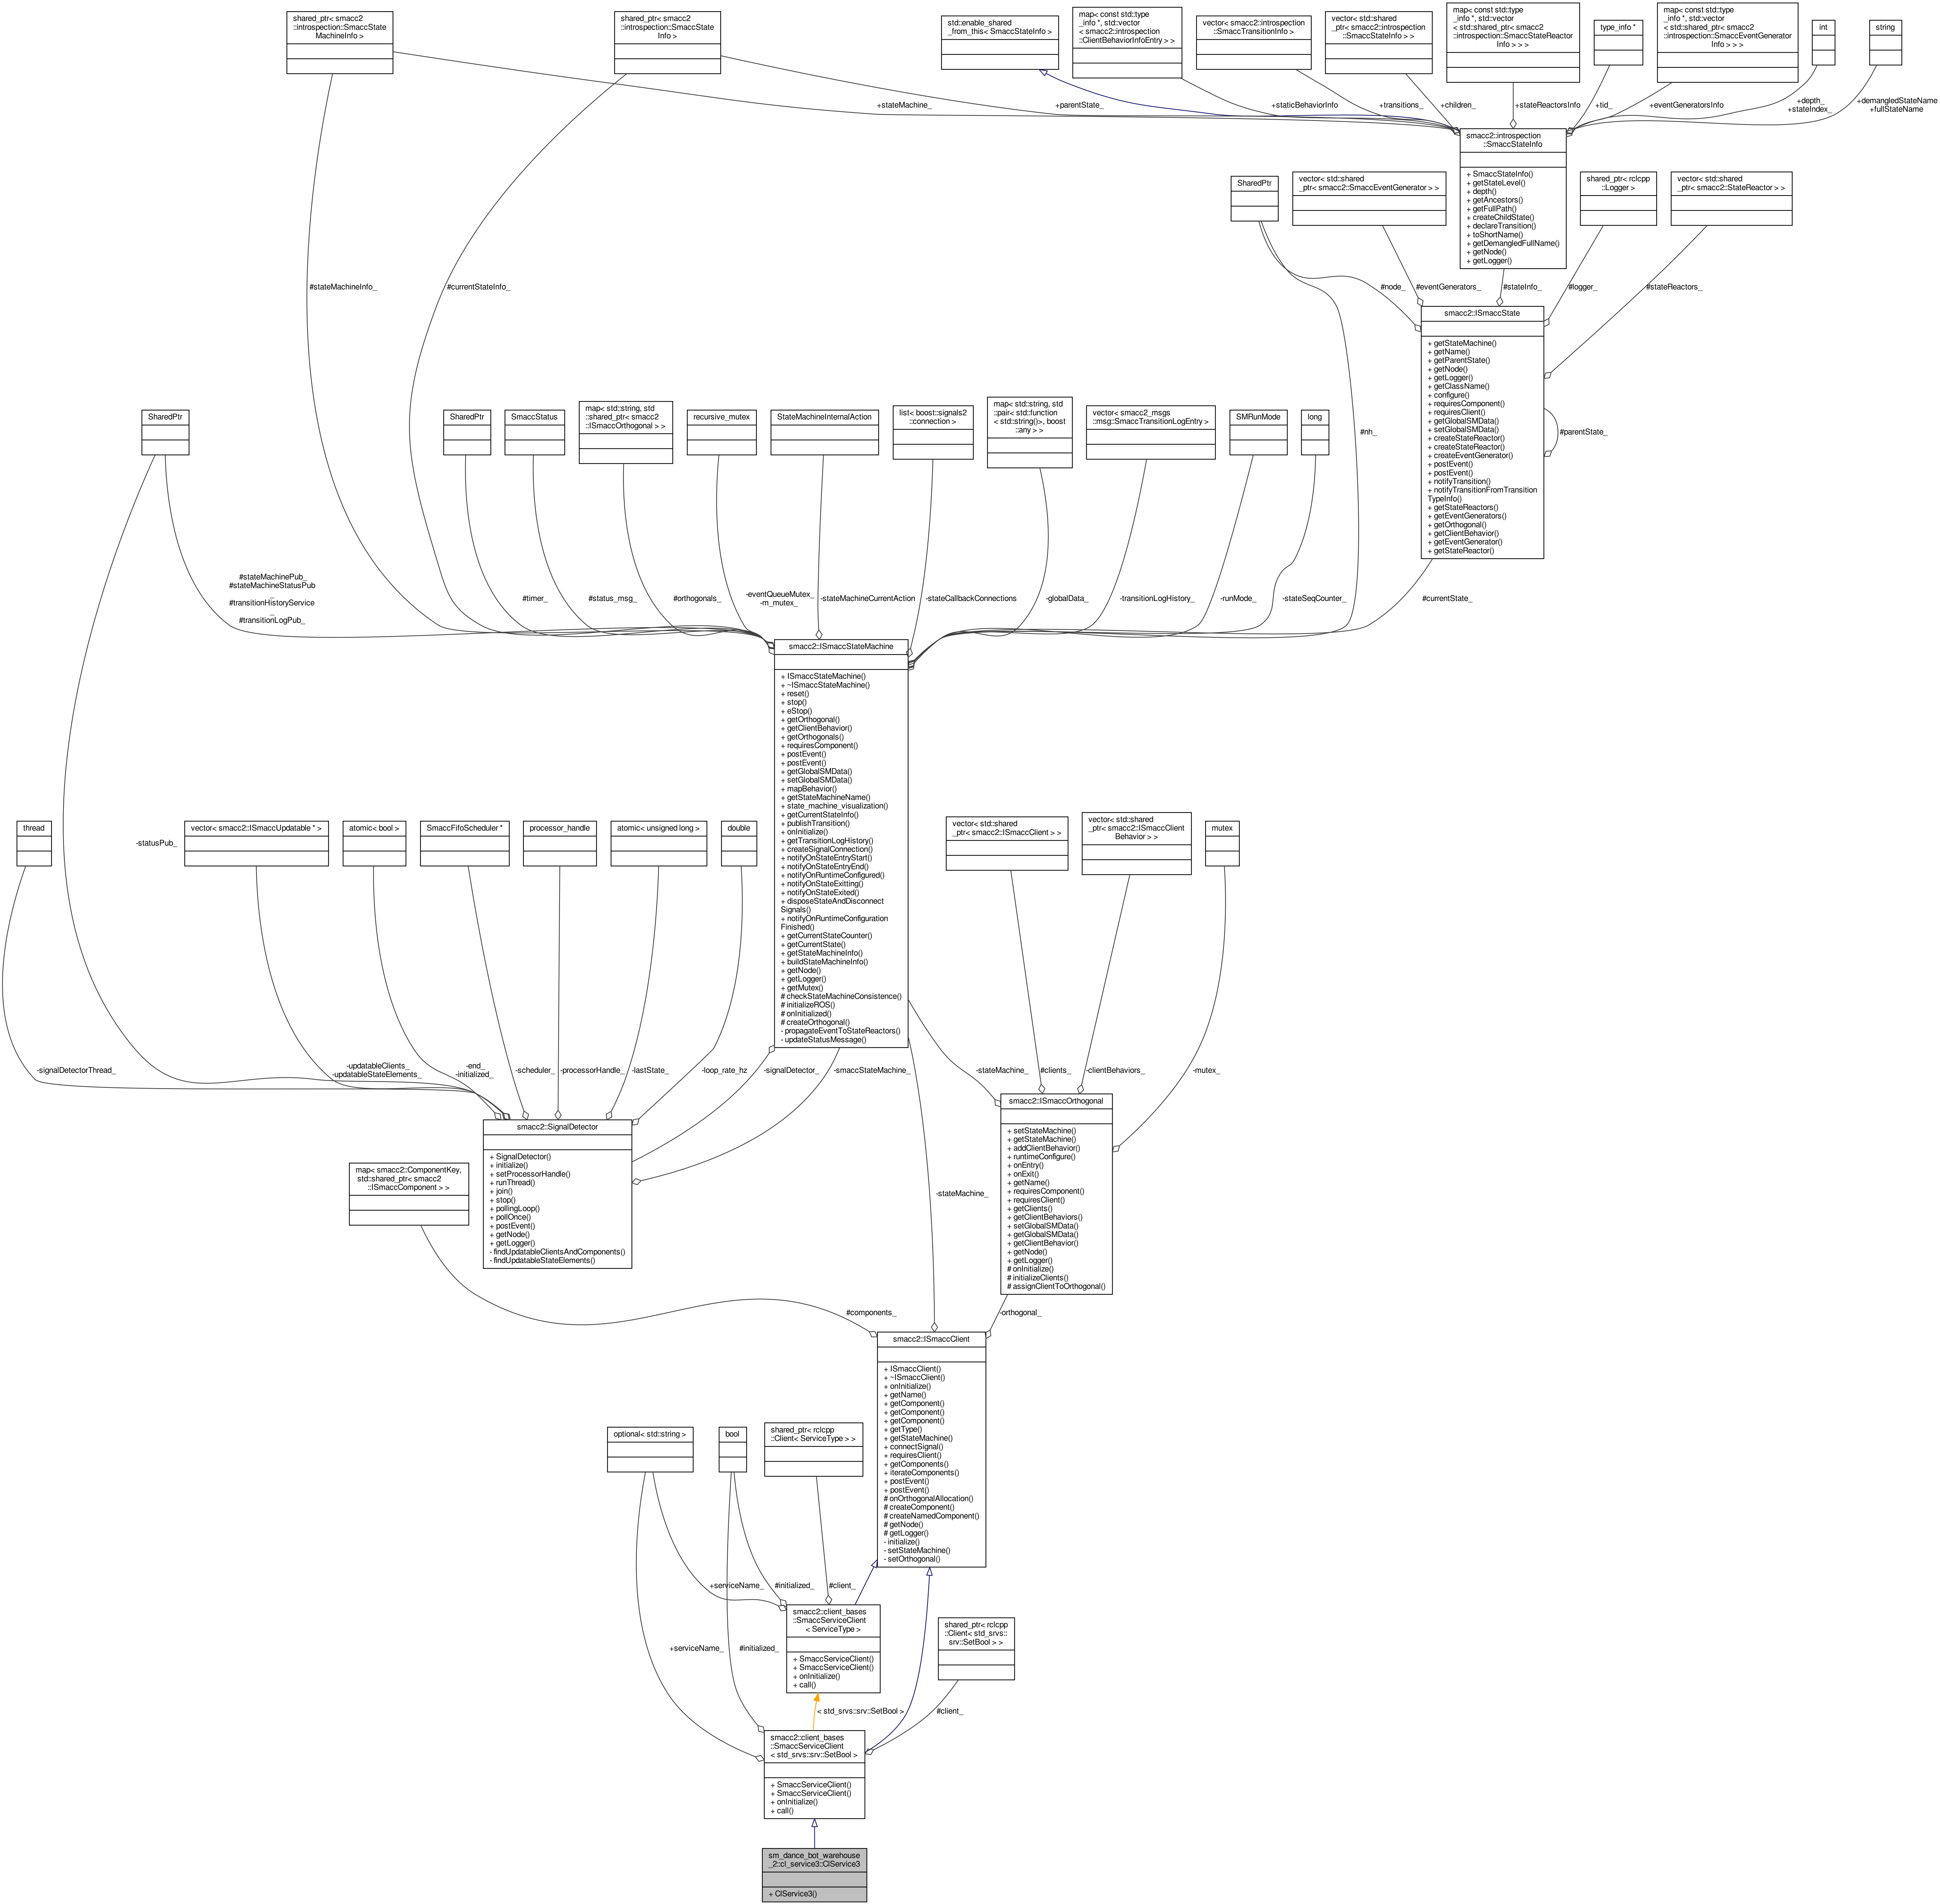 shared_ptr< smacc2
::introspection::SmaccState
MachineInfo >
shared_ptr< smacc2
::introspection::SmaccState
Info >
std::enable_shared
_from_this< SmaccStateInfo >
map< const std::type
_info *, std::vector
< smacc2::introspection
::ClientBehaviorInfoEntry > >
vector< smacc2::introspection
::SmaccTransitionInfo >
vector< std::shared
_ptr< smacc2::introspection
::SmaccStateInfo > >
map< const std::type
_info *, std::vector
< std::shared_ptr< smacc2
::introspection::StateReactor
Info > > >
type_info *
map< const std::type
_info *, std::vector
< std::shared_ptr< smacc2
::introspection::SmaccEventGenerator
Info > > >
int
string
+stateMachine_
+parentState_
+staticBehaviorInfo
+transitions_
+children_
+stateReactorsInfo
+tid_
+eventGeneratorsInfo
+depth_
+stateIndex_
+demangledStateName
+fullStateName
smacc2::introspection
::SmaccStateInfo
+ SmaccStateInfo()
+ getStateLevel()
+ depth()
+ getAncestors()
+ getFullPath()
+ createChildState()
+ declareTransition()
+ toShortName()
+ getDemangledFullName()
+ getNode()
+ getLogger()
SharedPtr
vector< std::shared
_ptr< smacc2::SmaccEventGenerator > >
shared_ptr< rclcpp
::Logger >
vector< std::shared
_ptr< smacc2::StateReactor > >
#stateMachineInfo_
#currentStateInfo_
#node_
#eventGenerators_
#stateInfo_
#logger_
#stateReactors_
smacc2::ISmaccState
+ getStateMachine()
+ getName()
+ getParentState()
+ getNode()
+ getLogger()
+ getClassName()
+ configure()
+ requiresComponent()
+ requiresClient()
+ getGlobalSMData()
+ setGlobalSMData()
+ createStateReactor()
+ createStateReactor()
+ createEventGenerator()
+ postEvent()
+ postEvent()
+ notifyTransition()
+ notifyTransitionFromTransition
TypeInfo()
+ getStateReactors()
+ getEventGenerators()
+ getOrthogonal()
+ getClientBehavior()
+ getEventGenerator()
+ getStateReactor()
#parentState_
SharedPtr
SharedPtr
SmaccStatus
map< std::string, std
::shared_ptr< smacc2
::ISmaccOrthogonal > >
recursive_mutex
StateMachineInternalAction
list< boost::signals2
::connection >
map< std::string, std
::pair< std::function
< std::string()>, boost
::any > >
vector< smacc2_msgs
::msg::SmaccTransitionLogEntry >
SMRunMode
long
#nh_
#stateMachinePub_
#stateMachineStatusPub
_
#transitionHistoryService
_
#transitionLogPub_
#timer_
#status_msg_
#orthogonals_
-eventQueueMutex_
-m_mutex_
-stateMachineCurrentAction
-stateCallbackConnections
-globalData_
-transitionLogHistory_
-runMode_
-stateSeqCounter_
#currentState_
smacc2::ISmaccStateMachine
+ ISmaccStateMachine()
+ ~ISmaccStateMachine()
+ reset()
+ stop()
+ eStop()
+ getOrthogonal()
+ getClientBehavior()
+ getOrthogonals()
+ requiresComponent()
+ postEvent()
+ postEvent()
+ getGlobalSMData()
+ setGlobalSMData()
+ mapBehavior()
+ getStateMachineName()
+ state_machine_visualization()
+ getCurrentStateInfo()
+ publishTransition()
+ onInitialize()
+ getTransitionLogHistory()
+ createSignalConnection()
+ notifyOnStateEntryStart()
+ notifyOnStateEntryEnd()
+ notifyOnRuntimeConfigured()
+ notifyOnStateExitting()
+ notifyOnStateExited()
+ disposeStateAndDisconnect
Signals()
+ notifyOnRuntimeConfiguration
Finished()
+ getCurrentStateCounter()
+ getCurrentState()
+ getStateMachineInfo()
+ buildStateMachineInfo()
+ getNode()
+ getLogger()
+ getMutex()
# checkStateMachineConsistence()
# initializeROS()
# onInitialized()
# createOrthogonal()
- propagateEventToStateReactors()
- updateStatusMessage()
thread
-statusPub_
vector< smacc2::ISmaccUpdatable * >
atomic< bool >
SmaccFifoScheduler *
processor_handle
atomic< unsigned long >
double
vector< std::shared
_ptr< smacc2::ISmaccClient > >
vector< std::shared
_ptr< smacc2::ISmaccClient
Behavior > >
mutex
-signalDetectorThread_
-updatableClients_
-updatableStateElements_
-end_
-initialized_
-scheduler_
-processorHandle_
-lastState_
-loop_rate_hz
-signalDetector_
-smaccStateMachine_
-stateMachine_
#clients_
-clientBehaviors_
-mutex_
smacc2::SignalDetector
+ SignalDetector()
+ initialize()
+ setProcessorHandle()
+ runThread()
+ join()
+ stop()
+ pollingLoop()
+ pollOnce()
+ postEvent()
+ getNode()
+ getLogger()
- findUpdatableClientsAndComponents()
- findUpdatableStateElements()
smacc2::ISmaccOrthogonal
+ setStateMachine()
+ getStateMachine()
+ addClientBehavior()
+ runtimeConfigure()
+ onEntry()
+ onExit()
+ getName()
+ requiresComponent()
+ requiresClient()
+ getClients()
+ getClientBehaviors()
+ setGlobalSMData()
+ getGlobalSMData()
+ getClientBehavior()
+ getNode()
+ getLogger()
# onInitialize()
# initializeClients()
# assignClientToOrthogonal()
map< smacc2::ComponentKey,
std::shared_ptr< smacc2
::ISmaccComponent > >
-stateMachine_
#components_
-orthogonal_
smacc2::ISmaccClient
+ ISmaccClient()
+ ~ISmaccClient()
+ onInitialize()
+ getName()
+ getComponent()
+ getComponent()
+ getComponent()
+ getType()
+ getStateMachine()
+ connectSignal()
+ requiresClient()
+ getComponents()
+ iterateComponents()
+ postEvent()
+ postEvent()
# onOrthogonalAllocation()
# createComponent()
# createNamedComponent()
# getNode()
# getLogger()
- initialize()
- setStateMachine()
- setOrthogonal()
optional< std::string >
bool
shared_ptr< rclcpp
::Client< ServiceType > >
+serviceName_
#initialized_
#client_
smacc2::client_bases
::SmaccServiceClient
< ServiceType >
+ SmaccServiceClient()
+ SmaccServiceClient()
+ onInitialize()
+ call()
shared_ptr< rclcpp
::Client< std_srvs::
srv::SetBool > >
+serviceName_
#initialized_
< std_srvs::srv::SetBool >
#client_
smacc2::client_bases
::SmaccServiceClient
< std_srvs::srv::SetBool >
+ SmaccServiceClient()
+ SmaccServiceClient()
+ onInitialize()
+ call()
sm_dance_bot_warehouse
_2::cl_service3::ClService3
+ ClService3()